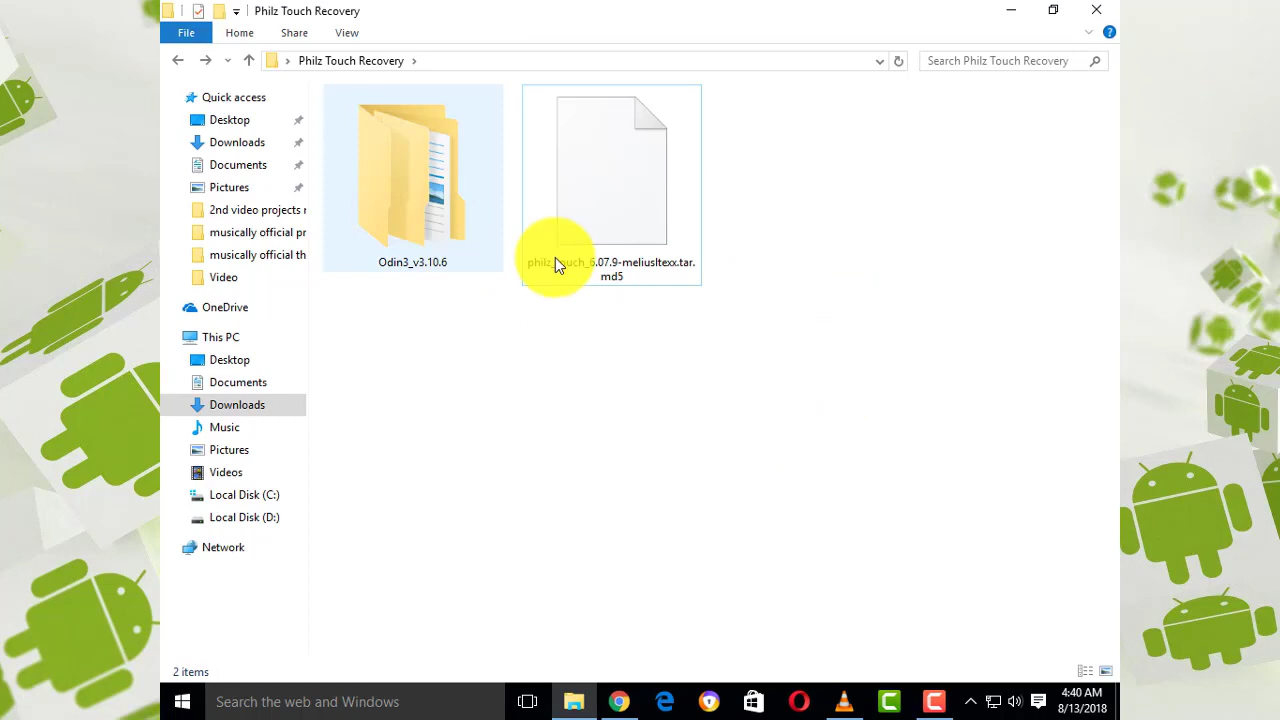 Philz Touch Recovery
File
Home
Share
View
Philz Touch Recovery
Search Philz Touch Recovery
Quick access
Desktop
Downloads
Documents
Pictures
2nd video projects r
musically official pr
musically official th
Video
OneDrive
This PC
Desktop
Documents
Downloads
Music
Pictures
Videos
Local Disk (C:)
Local Disk (D:)
Network
Odin3_v3.10.6
philz_touch_6.07.9-meliusltexx.tar.
md5
2 items
Search the web and Windows
4:40 AM
8/13/2018